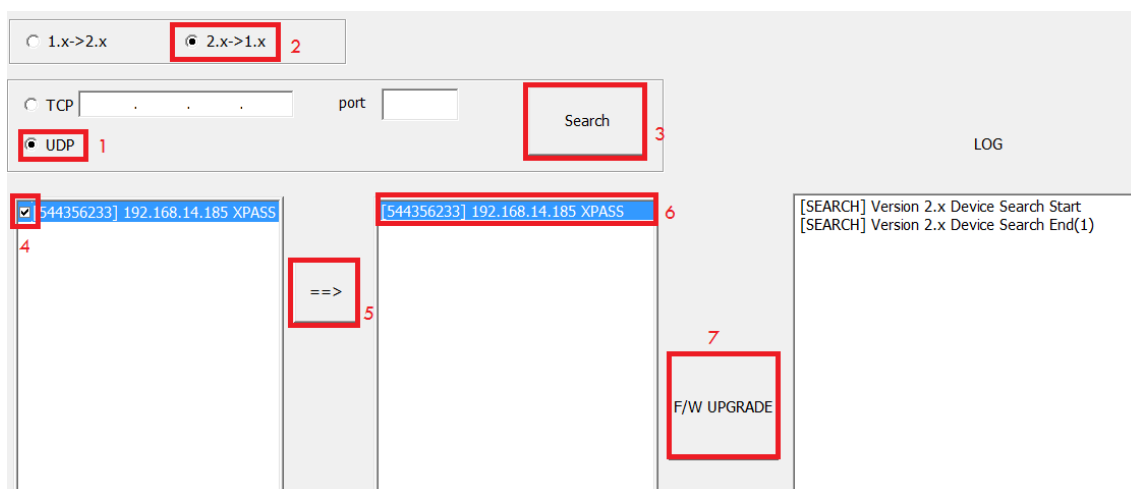 1.x->2.x
2.x->1.x
2
TCP . . .
port
Search
3
UDP
1
LOG
[544356233] 192.168.14.185 XPASS
4
==>
5
[544356233] 192.168.14.185 XPASS
6
7
F/W UPGRADE
[SEARCH] Version 2.x Device Search Start
[SEARCH] Version 2.x Device Search End(1)